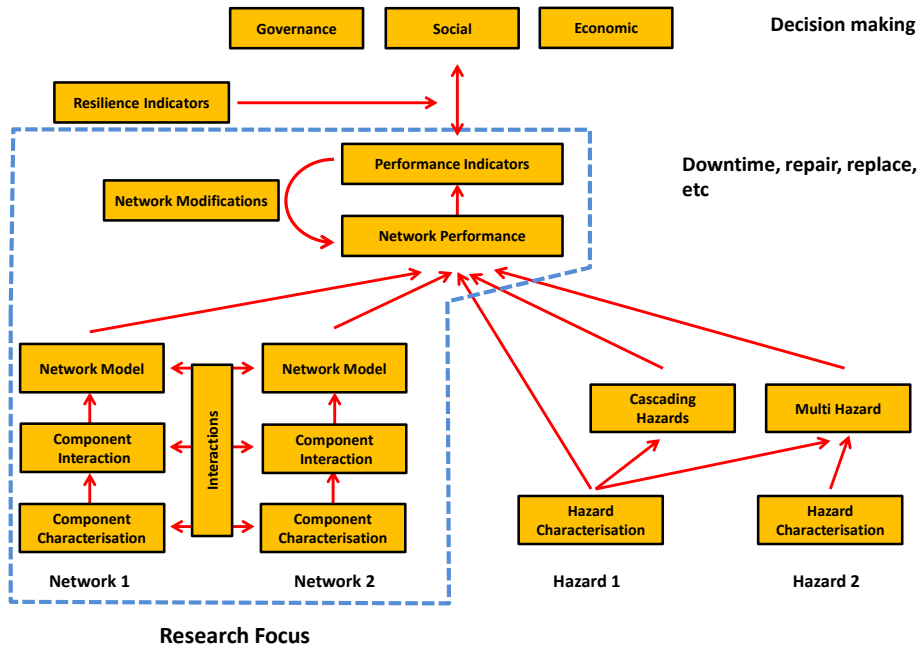 Governance
Social
Economic
Decision making
Resilience Indicators
Performance Indicators
Downtime, repair, replace,
etc
Network Modifications
Network Performance
Network Model
Network Model
Interactions
Cascading
Hazards
Multi Hazard
Component
Interaction
Component
Interaction
Component
Characterisation
Component
Characterisation
Hazard
Characterisation
Hazard
Characterisation
Network 1
Network 2
Hazard 1
Hazard 2
Research Focus